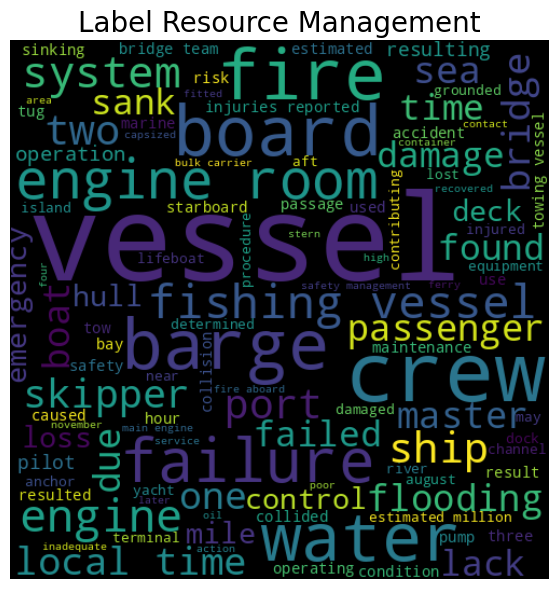 Label Resource Management
sinking
bridge team
estimated
resulting
system
fire
sea
risk
grounded
area
fitted
sank
injuries reported
time
bridge
tug
marine
board
contact
two
capsized
accident
container
operation
bulk carrier
aft
damage
towing vessel
engine room
lost
recovered
island
starboard
passage
used
contributing
deck
vessel
procedure
stern
injured
found
emergency
four
lifeboat
high
equipment
boat
hull
safety management
ferry
use
fishing vessel
tow
determined
passenger
bay
barge
maintenance
safety
near
collision
crew
skipper
fire aboard
port
caused
hour
damaged
master
may
november
main engine
loss
due
failed
dock
service
failure
ship
channel
pilot
river
anchor
poor
august
result
resulted
yacht
one
control
flooding
later
engine
oil
collided
estimated million
terminal
mile
water
pump
three
inadequate
action
local time
operating
condition
lack